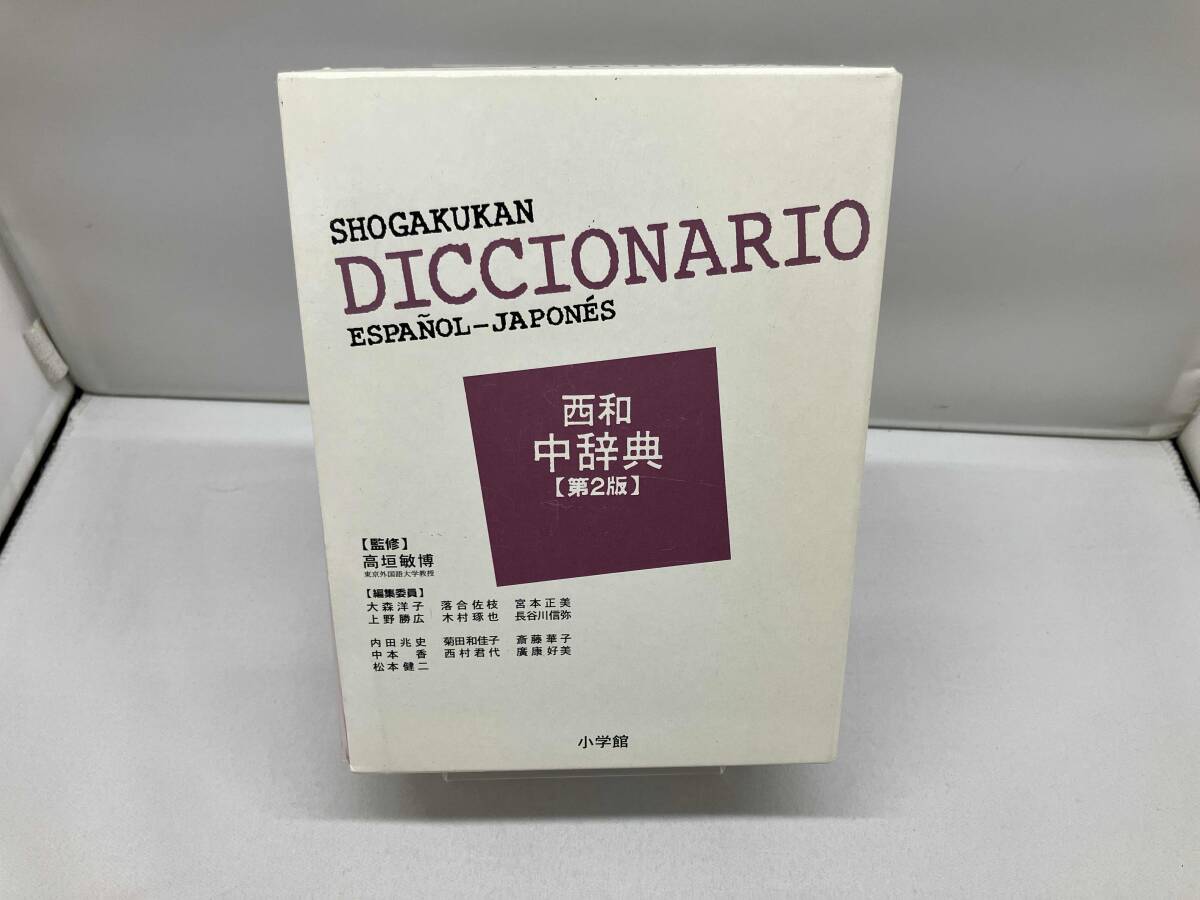 SHOGAKUKAN
DICCIONARIO
ESPAÑOL-JAPONÉS
西和
中辞典
【第2版】
【監修】
高垣敏博
東京外国語大学教授
【編集委員】
大森洋子 落合佐枝 宮本正美
上野勝広 木村琢也 長谷川信弥
内田兆史 菊田和佳子 斎藤華子
中本香 西村君代 廣康好美
松本健二
小学館